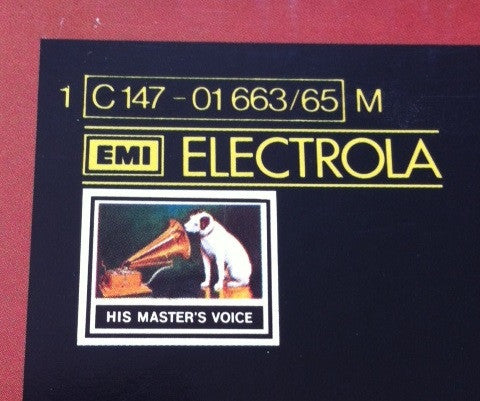 1 C 147 - 01 663/65 M
EMI ELECTROLA
HIS MASTER'S VOICE